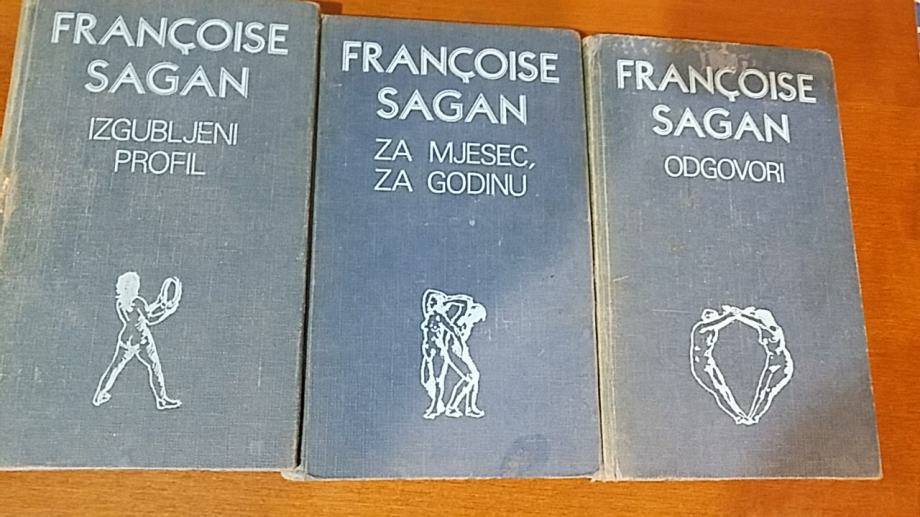 FRANÇOISE
SAGAN
IZGUBLJENI
PROFIL
FRANÇOISE
SAGAN
ZA MJESEC,
ZA GODINU
FRANÇOISE
SAGAN
ODGOVORI